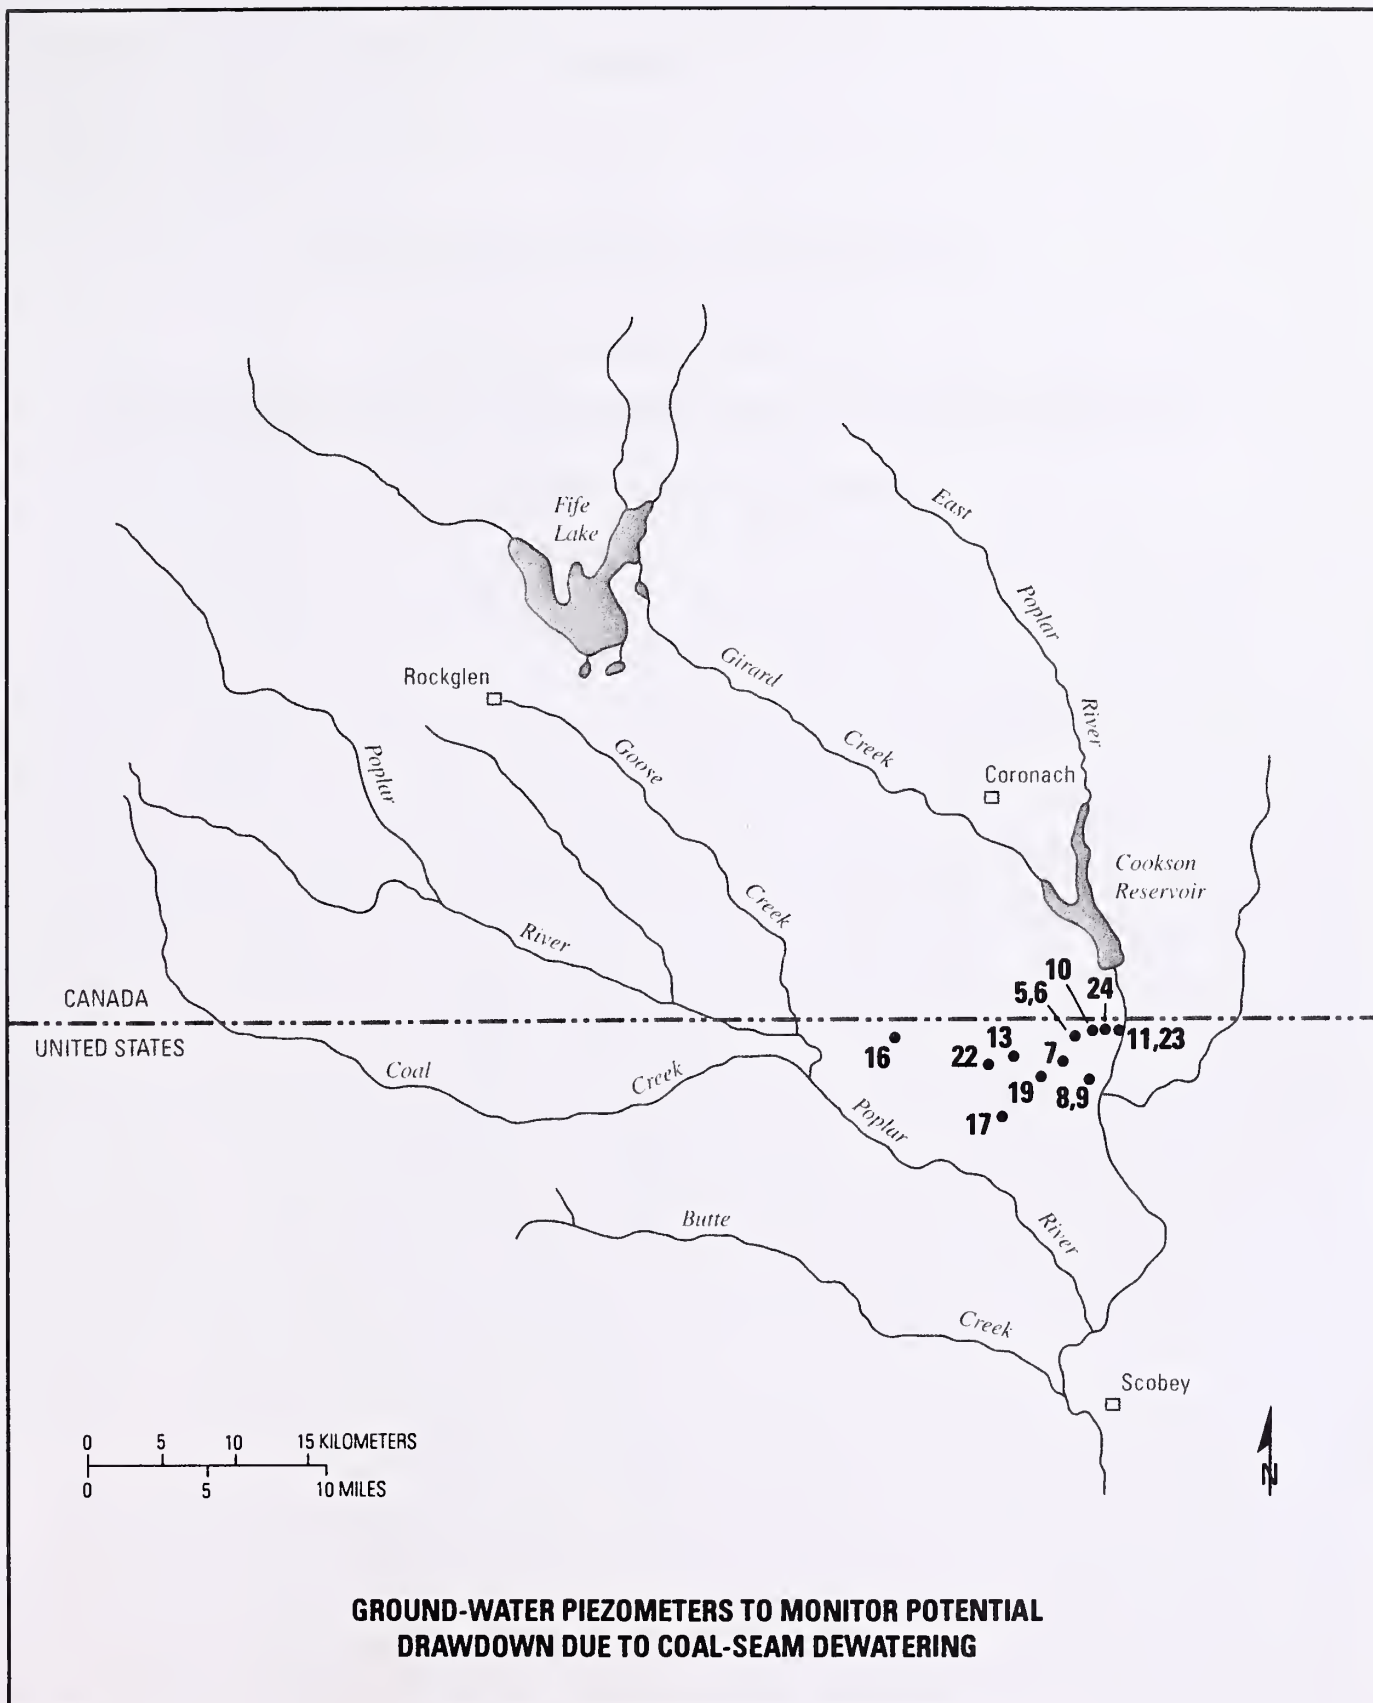 Fife
Lake
East
Poplar
River
Rockglen
Girard
Creek
Goose
Creek
Poplar
River
Coronach
Cookson
Reservoir
CANADA
UNITED STATES
10
5,6
24
11,23
16
22
13
7
19
8,9
17
Coal
Creek
Poplar
River
Butte
Creek
Scobey
0 5 10 15 KILOMETERS
0 5 10 MILES
N
GROUND-WATER PIEZOMETERS TO MONITOR POTENTIAL
DRAWDOWN DUE TO COAL-SEAM DEWATERING